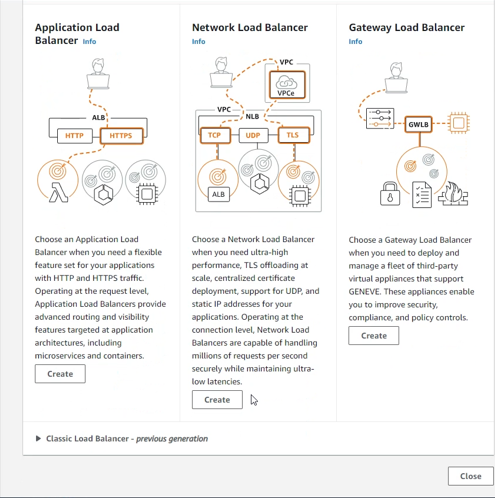 Application Load
Balancer Info
ALB
HTTP
HTTPS
Choose an Application Load
Balancer when you need a flexible
feature set for your applications
with HTTP and HTTPS traffic.
Operating at the request level,
Application Load Balancers provide
advanced routing and visibility
features targeted at application
architectures, including
microservices and containers.
Create
Network Load Balancer
Info
VPC
VPCe
VPC
NLB
TCP
UDP
TLS
ALB
Choose a Network Load Balancer
when you need ultra-high
performance, TLS offloading at
scale, centralized certificate
deployment, support for UDP, and
static IP addresses for your
applications. Operating at the
connection level, Network Load
Balancers are capable of handling
millions of requests per second
securely while maintaining ultra-
low latencies.
Create
Gateway Load Balancer
Info
GWLB
Choose a Gateway Load Balancer
when you need to deploy and
manage a fleet of third-party
virtual appliances that support
GENEVE. These appliances enable
you to improve security,
compliance, and policy controls.
Create
Classic Load Balancer - previous generation
Close